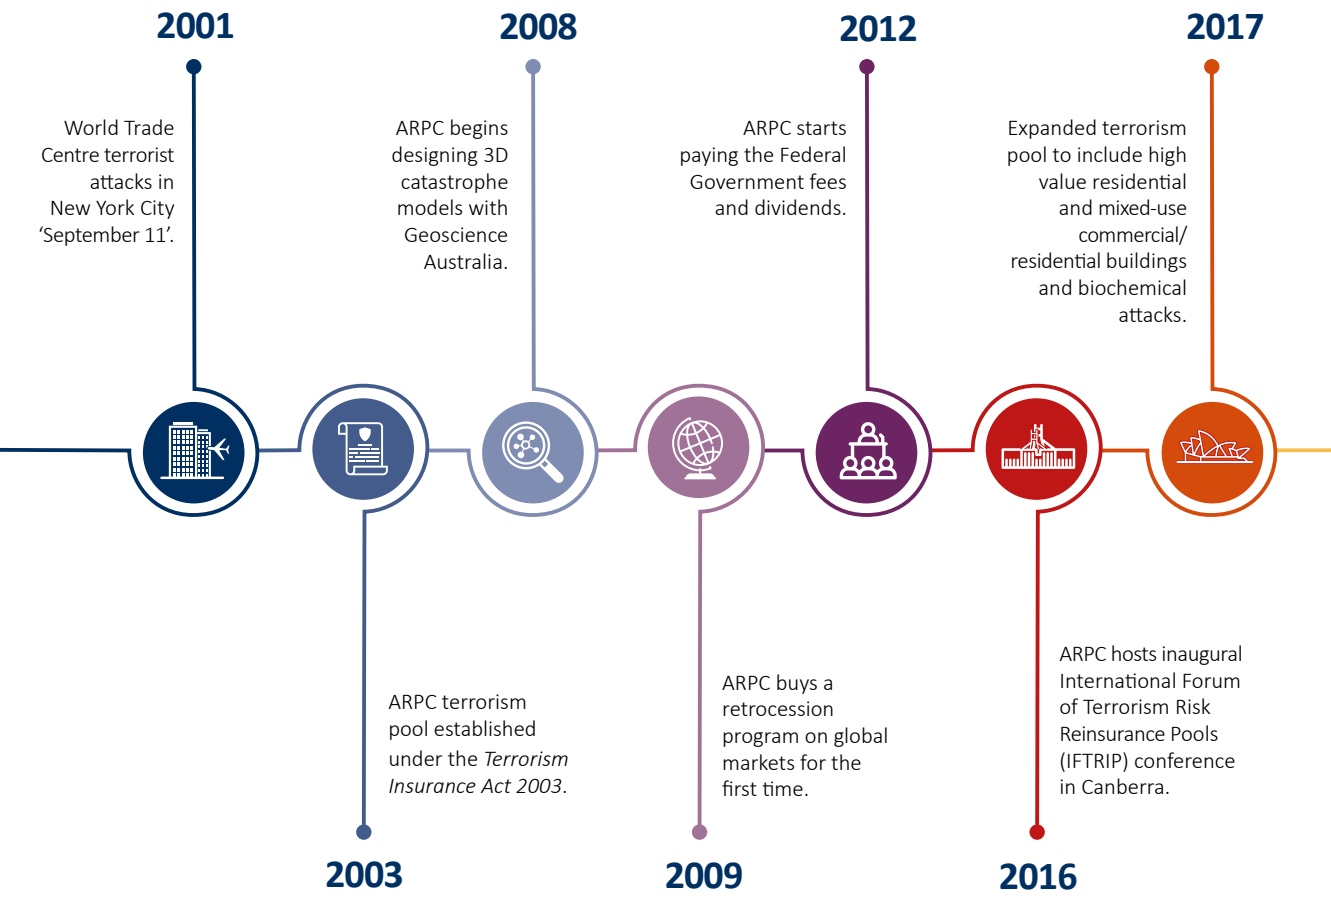 2001
World Trade
Centre terrorist
attacks in
New York City
‘September 11’.
2003
ARPC terrorism
pool established
under the Terrorism
Insurance Act 2003.
2008
ARPC begins
designing 3D
catastrophe
models with
Geoscience
Australia.
2009
ARPC buys a
retrocession
program on global
markets for the
first time.
2012
ARPC starts
paying the Federal
Government fees
and dividends.
2016
ARPC hosts inaugural
International Forum
of Terrorism Risk
Reinsurance Pools
(IFTRIP) conference
in Canberra.
2017
Expanded terrorism
pool to include high
value residential
and mixed-use
commercial/
residential buildings
and biochemical
attacks.